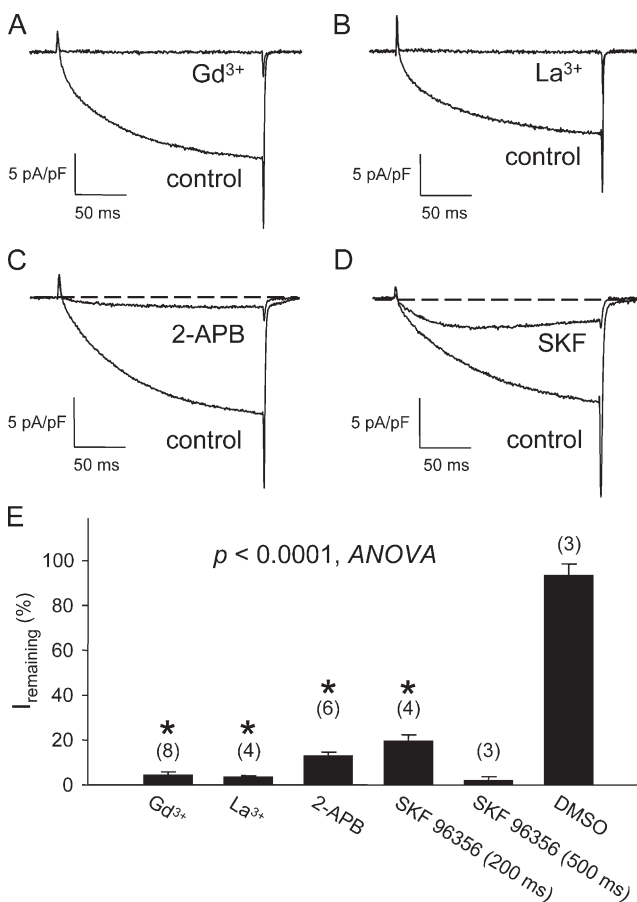 A
Gd³⁺
control
5 pA/pF
50 ms
B
La³⁺
control
5 pA/pF
50 ms
C
2-APB
control
5 pA/pF
50 ms
D
SKF
control
5 pA/pF
50 ms
E
p < 0.0001, ANOVA
I remaining (%)
100
80
60
40
20
0
* * * *
(8) (4) (6) (4) (3) (3)
Gd³⁺
La³⁺
2-APB
SKF 96356 (200 ms)
SKF 96356 (500 ms)
DMSO